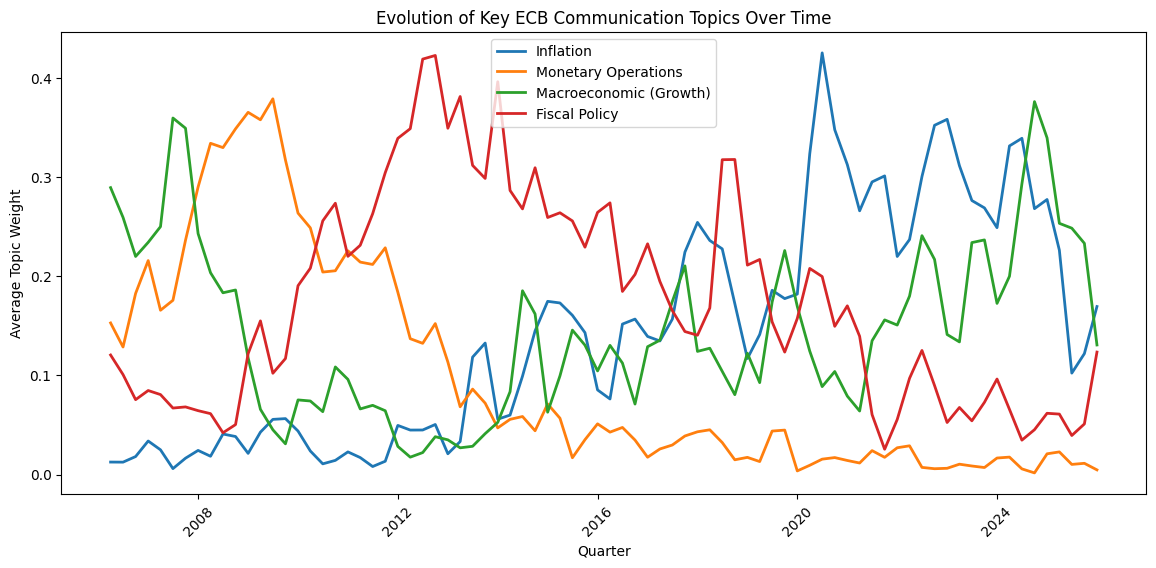 Evolution of Key ECB Communication Topics Over Time
Inflation
Monetary Operations
Macroeconomic (Growth)
Fiscal Policy
Average Topic Weight
0.4
0.3
0.2
0.1
0.0
2008
2012
2016
2020
2024
Quarter